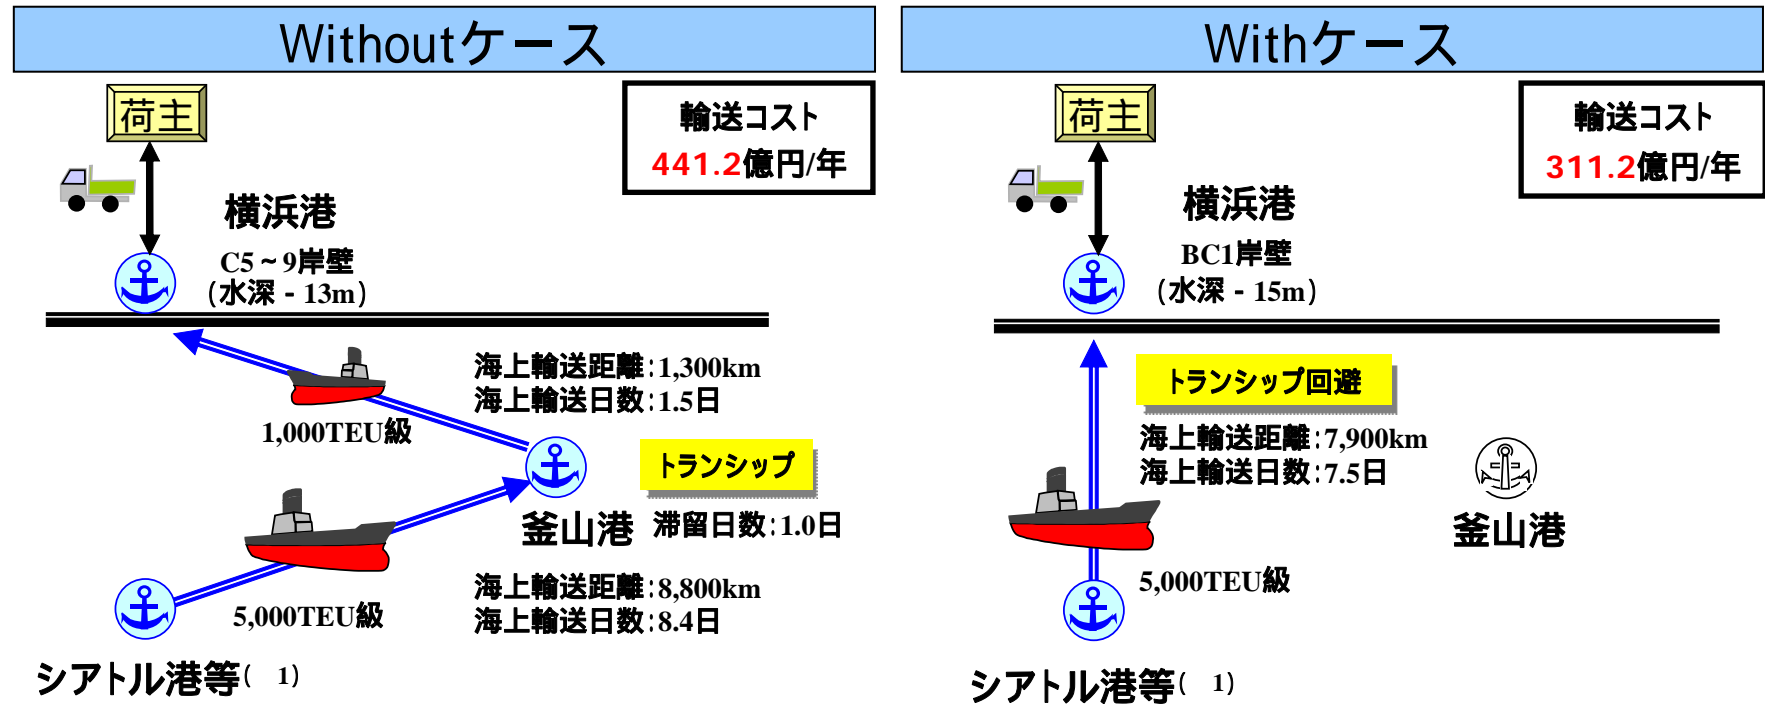 Withoutケース
荷主
輸送コスト
441.2億円/年
横浜港
C5～9岸壁
(水深－13m)
海上輸送距離:1,300km
海上輸送日数:1.5日
1,000TEU級
トランシップ
釜山港
滞留日数:1.0日
海上輸送距離:8,800km
海上輸送日数:8.4日
5,000TEU級
シアトル港等( 1)
Withケース
荷主
輸送コスト
311.2億円/年
横浜港
BC1岸壁
(水深－15m)
トランシップ回避
海上輸送距離:7,900km
海上輸送日数:7.5日
釜山港
5,000TEU級
シアトル港等( 1)